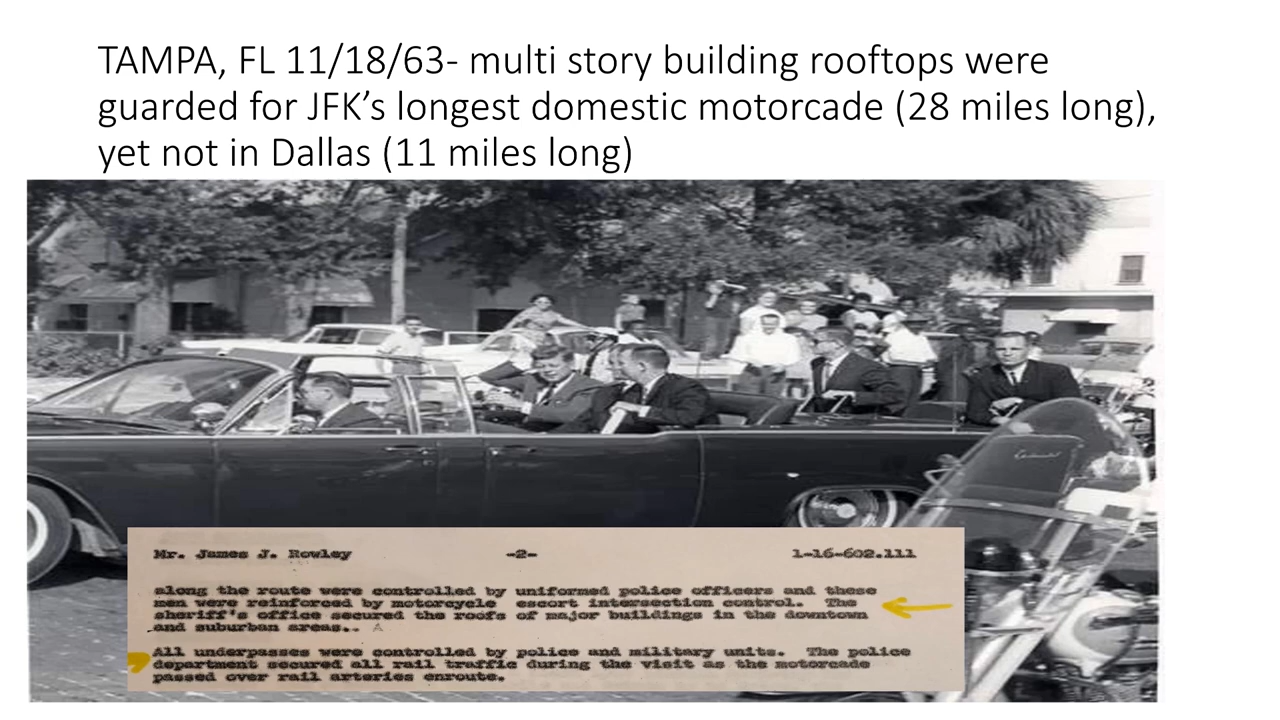 TAMPA, FL 11/18/63- multi story building rooftops were
guarded for JFK’s longest domestic motorcade (28 miles long),
yet not in Dallas (11 miles long)
Mr. James J. Rowley -2- 1-16-602.111
along the route were controlled by uniformed police officers and these
men were reinforced by motorcycle escort intersection control. The
sheriff's office secured the roofs of major buildings in the downtown
and suburban areas..
All underpasses were controlled by police and military units. The police
department secured all rail traffic during the visit as the motorcade
passed over rail arteries enroute.